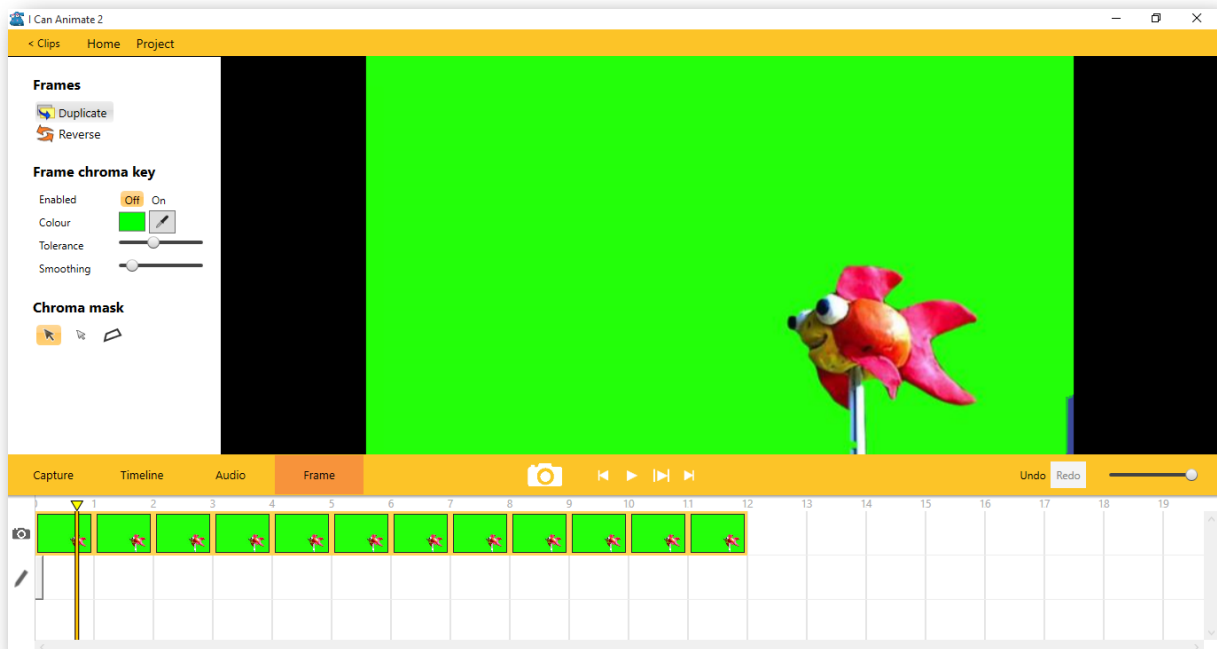 I Can Animate 2
< Clips Home Project
Frames
Duplicate
Reverse
Frame chroma key
Enabled Off On
Colour
Tolerance
Smoothing
Chroma mask
Capture Timeline Audio Frame Undo Redo
1 2 3 4 5 6 7 8 9 10 11 12 13 14 15 16 17 18 19